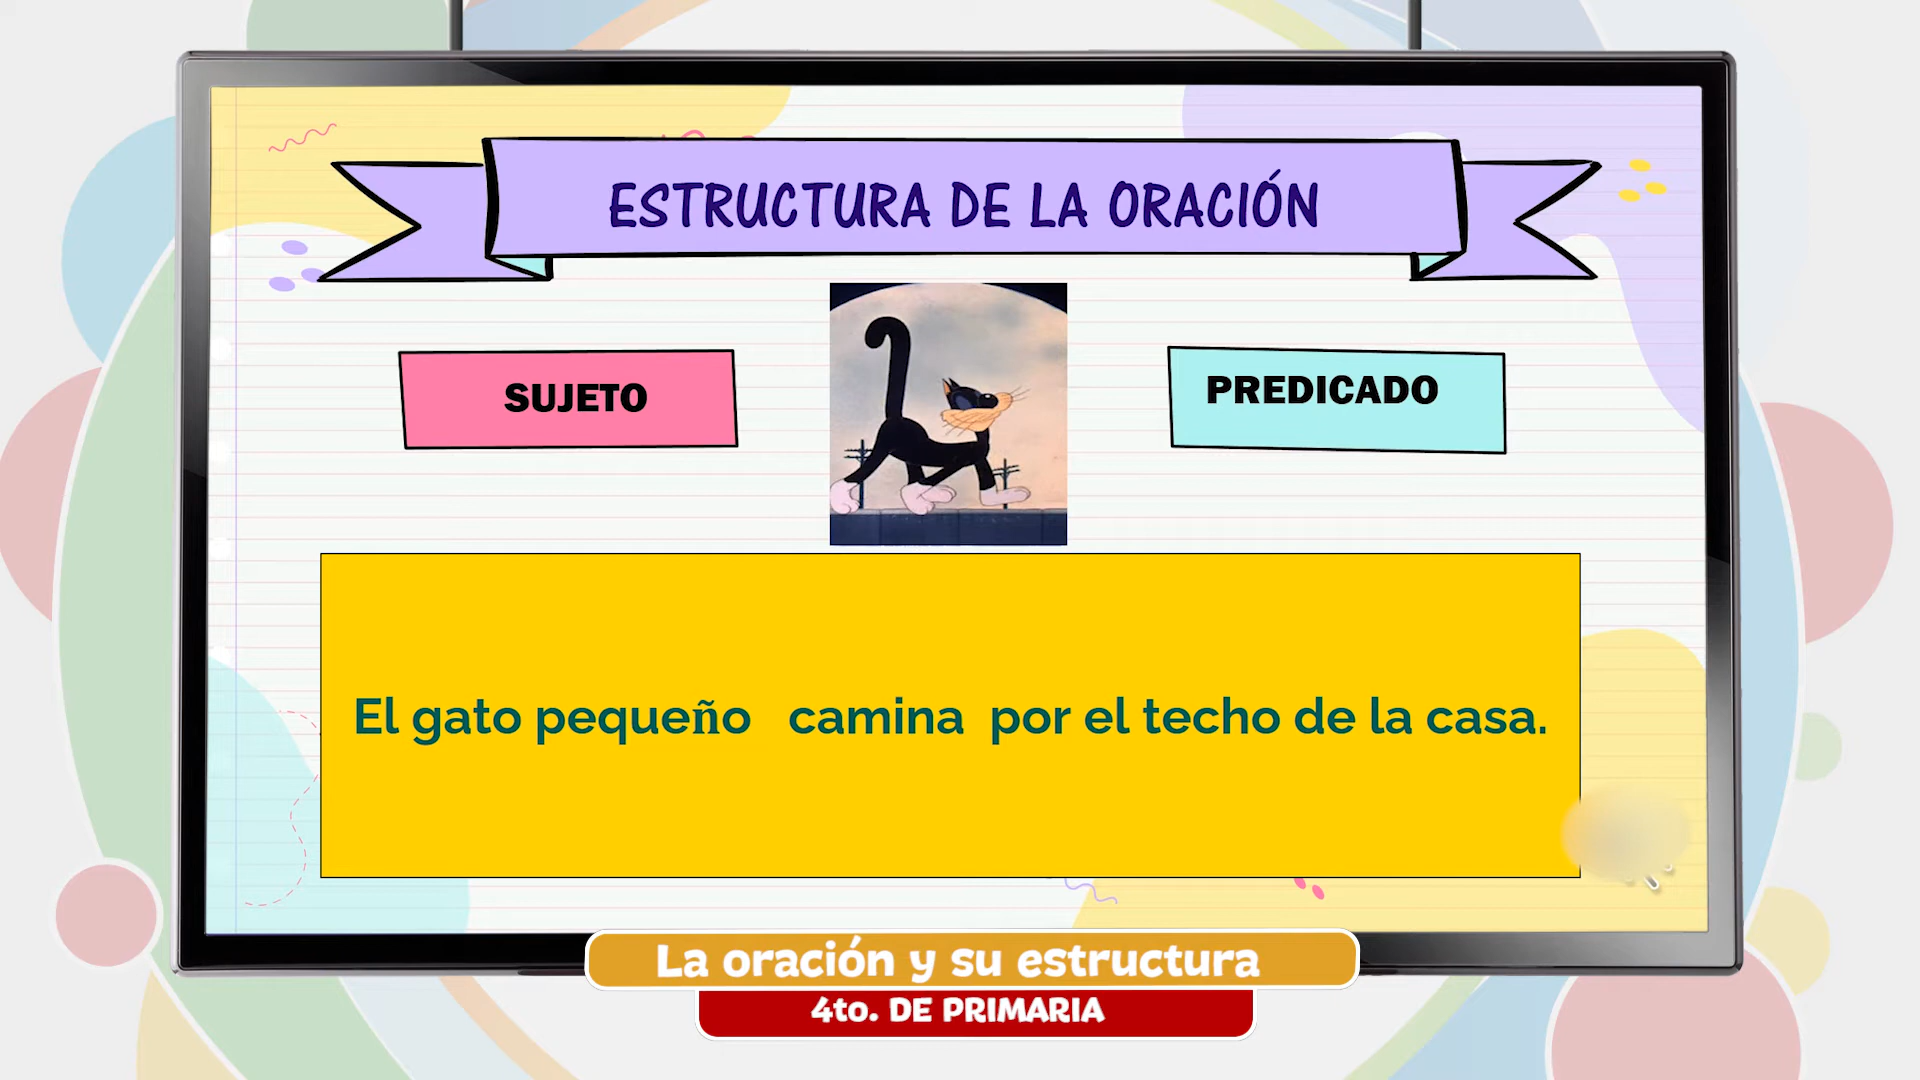 ESTRUCTURA DE LA ORACIÓN
SUJETO
PREDICADO
El gato pequeño camina por el techo de la casa.
La oración y su estructura
4to. DE PRIMARIA